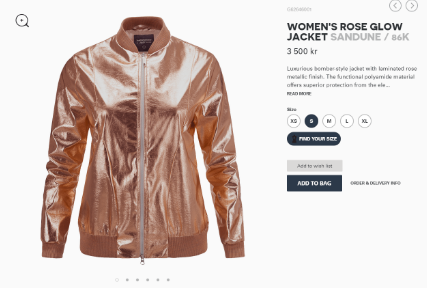 WOMEN'S ROSE GLOW
JACKET SANDUNE / 86K
3 500 kr
Luxurious bomber-style jacket with laminated rose
metallic finish. The functional polyamide material
offers superior protection from the ele...
READ MORE
Size
XS S M L XL
FIND YOUR SIZE
Add to wish list
ADD TO BAG ORDER & DELIVERY INFO